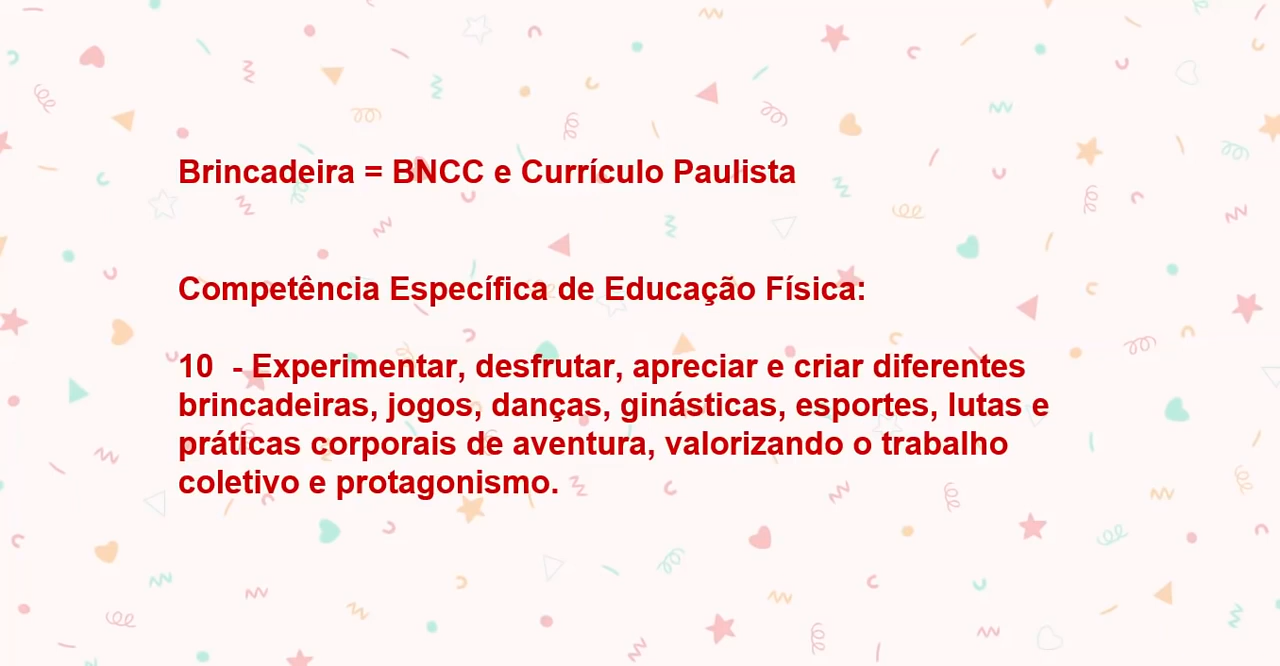 Brincadeira = BNCC e Currículo Paulista
Competência Específica de Educação Física:
10  - Experimentar, desfrutar, apreciar e criar diferentes
brincadeiras, jogos, danças, ginásticas, esportes, lutas e
práticas corporais de aventura, valorizando o trabalho
coletivo e protagonismo.